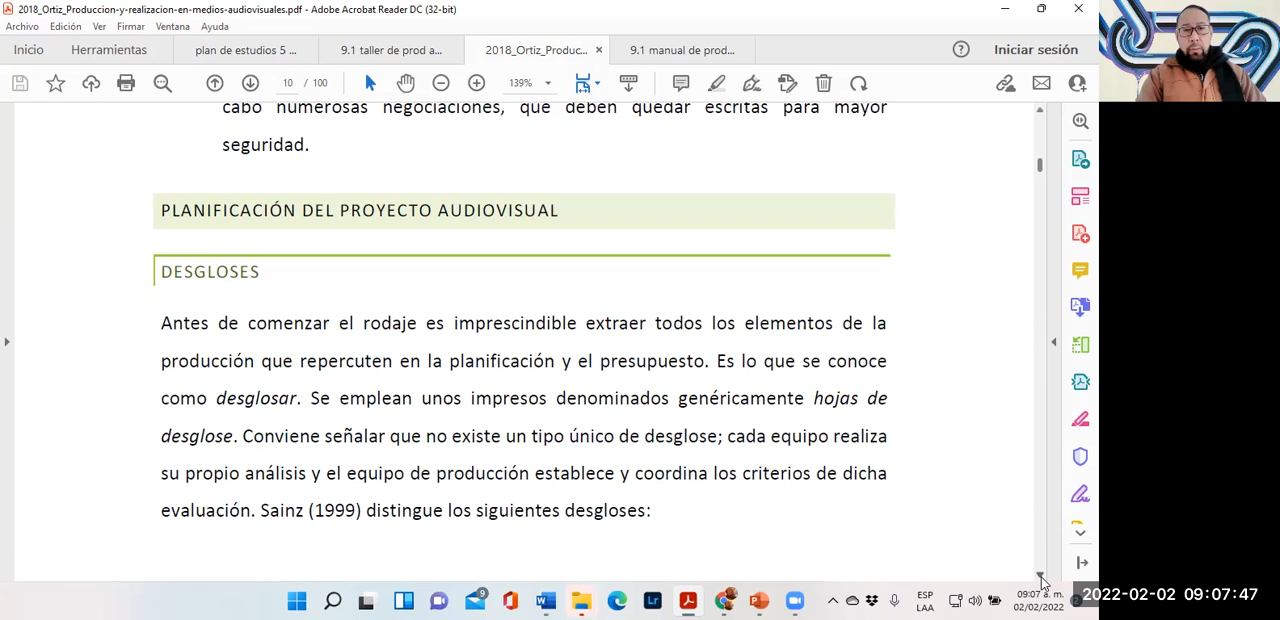 2018_Ortiz_Produccion-y-realizacion-en-medios-audiovisuales.pdf - Adobe Acrobat Reader DC (32-bit)
Archivo Edición Ver Firmar Ventana Ayuda
Inicio Herramientas plan de estudios 5 ... 9.1 taller de prod a... 2018_Ortiz_Produc... × 9.1 manual de prod... Iniciar sesión
10 / 100 139%
cabo numerosas negociaciones, que deben quedar escritas para mayor
seguridad.
PLANIFICACIÓN DEL PROYECTO AUDIOVISUAL
DESGLOSES
Antes de comenzar el rodaje es imprescindible extraer todos los elementos de la
producción que repercuten en la planificación y el presupuesto. Es lo que se conoce
como desglosar. Se emplean unos impresos denominados genéricamente hojas de
desglose. Conviene señalar que no existe un tipo único de desglose; cada equipo realiza
su propio análisis y el equipo de producción establece y coordina los criterios de dicha
evaluación. Sainz (1999) distingue los siguientes desgloses:
9
Lr
ESP
LAA
09:07 a. m.
02/02/2022
2
2022-02-02 09:07:47